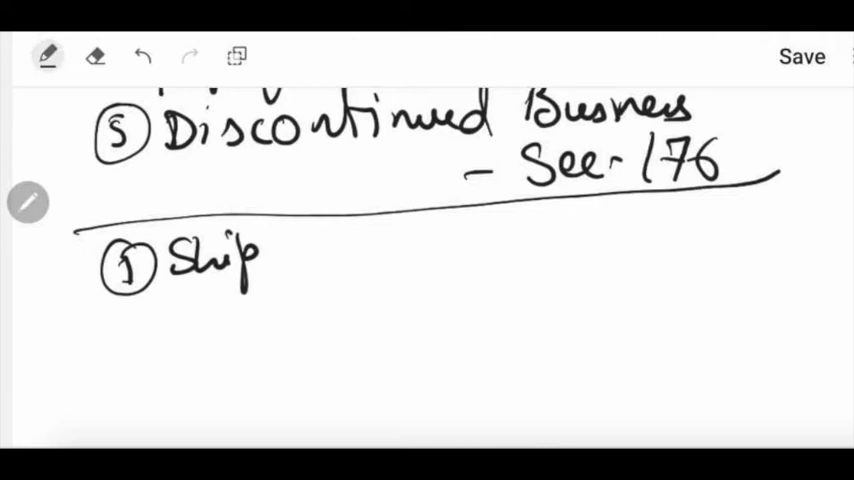 Save
⑤ Discontinued Busness
- Sec- 176
① Ship